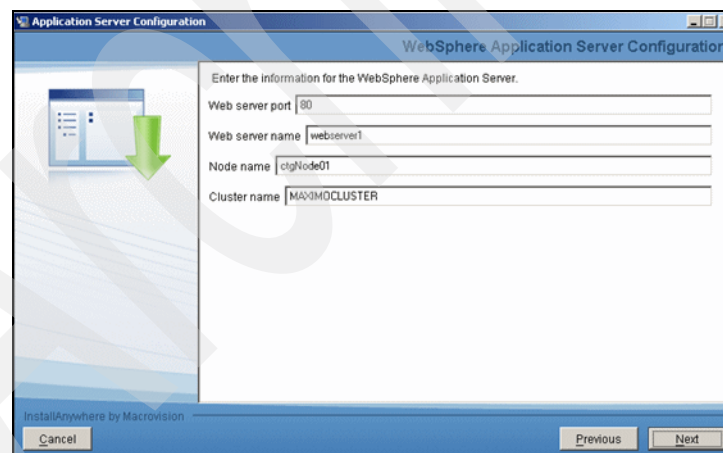 Application Server Configuration
WebSphere Application Server Configuration
Enter the information for the WebSphere Application Server.
Web server port 80
Web server name webserver1
Node name ctgNode01
Cluster name MAXIMOCLUSTER
InstallAnywhere by Macrovision
Cancel Previous Next